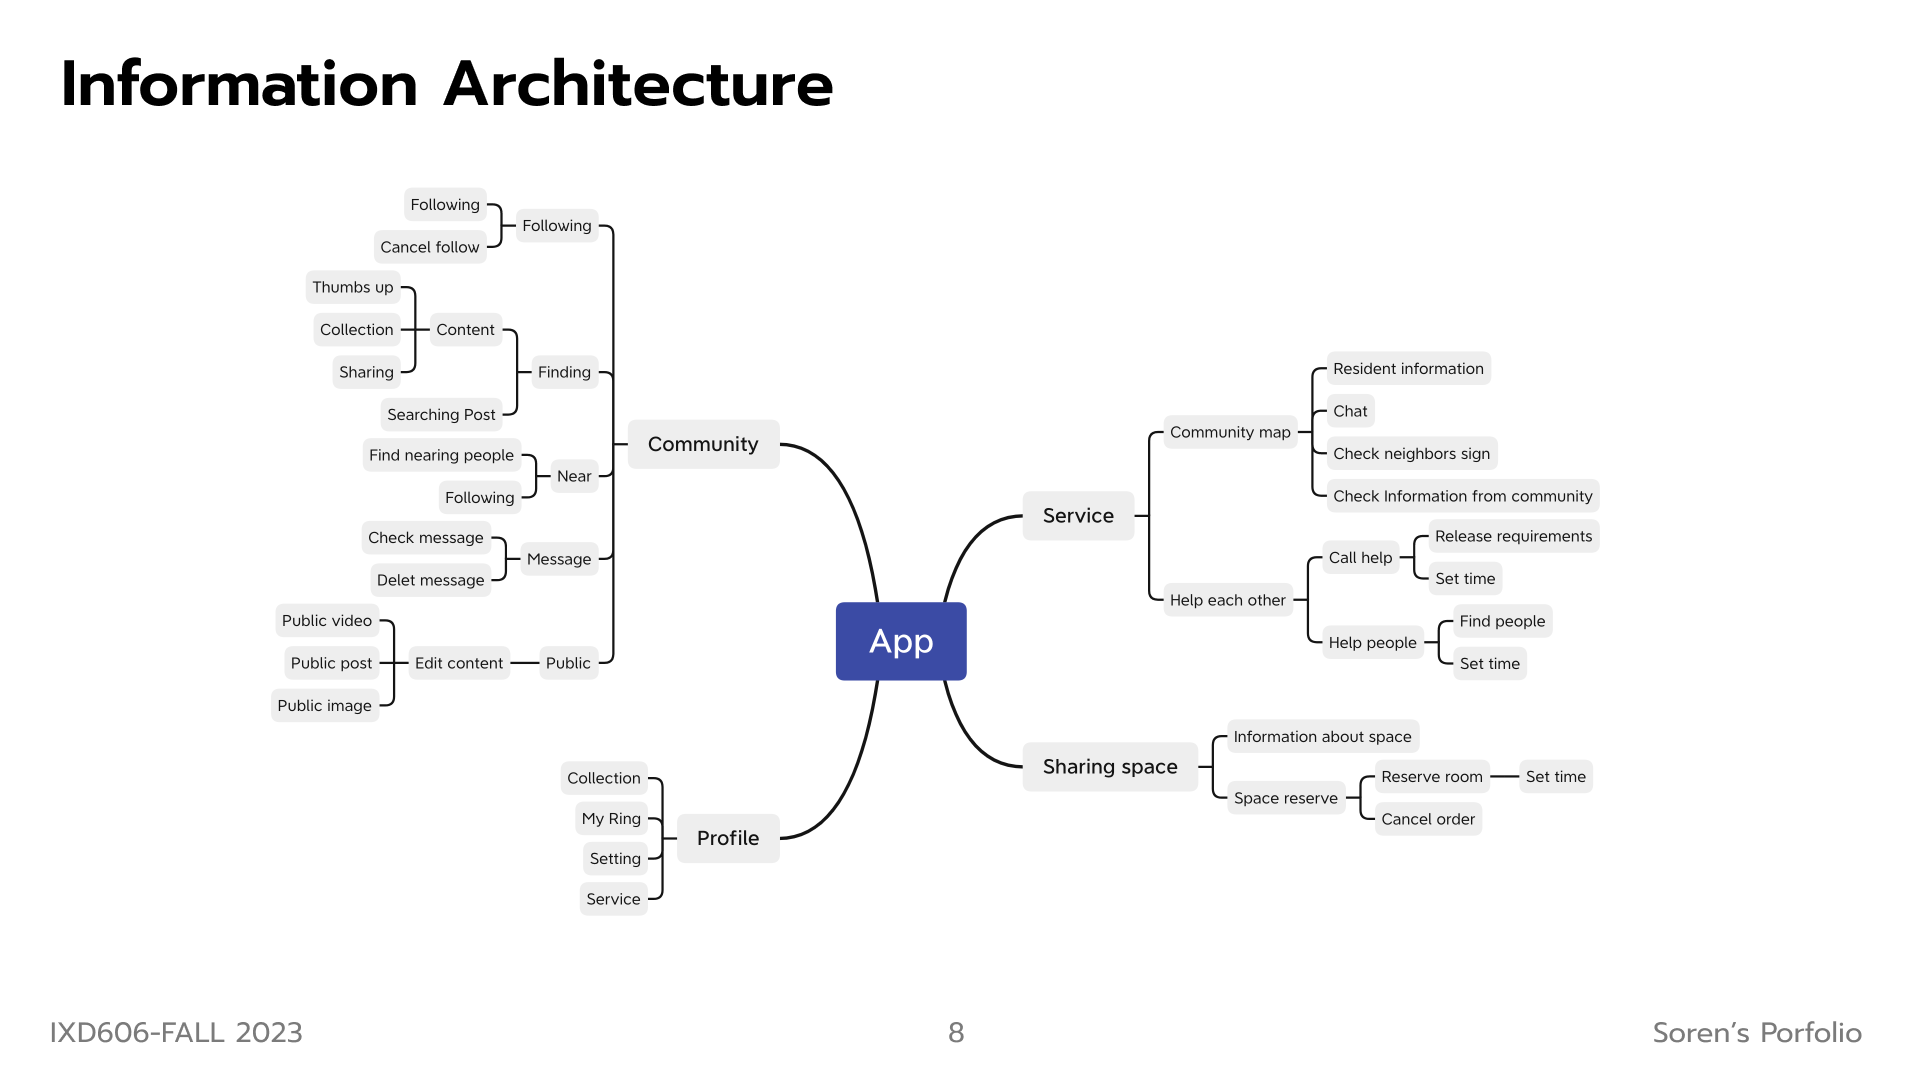 Information Architecture
Following
Cancel follow
Following
Thumbs up
Collection
Sharing
Content
Searching Post
Finding
Find nearing people
Following
Near
Check message
Delet message
Message
Public video
Public post
Public image
Edit content
Public
Community
Collection
My Ring
Setting
Service
Profile
App
Service
Community map
Resident information
Chat
Check neighbors sign
Check Information from community
Help each other
Call help
Release requirements
Set time
Help people
Find people
Set time
Sharing space
Information about space
Space reserve
Reserve room
Set time
Cancel order
IXD606-FALL 2023
8
Soren’s Porfolio